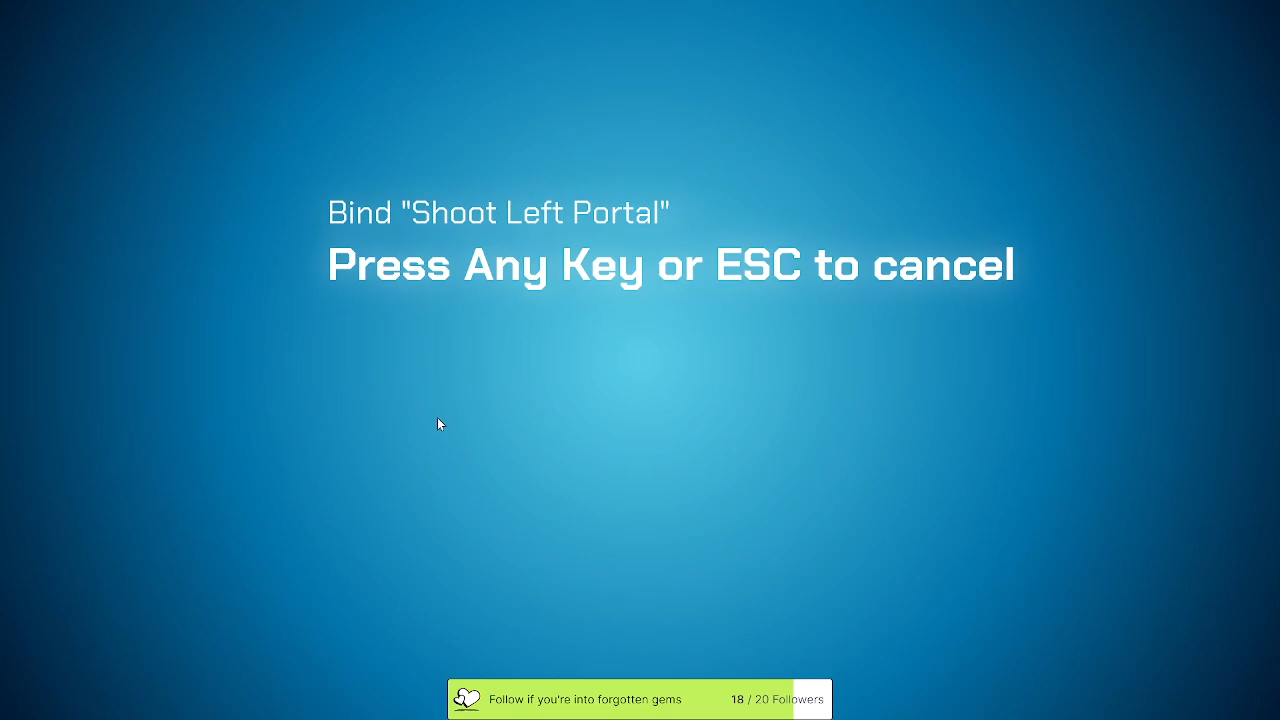 Bind "Shoot Left Portal"
Press Any Key or ESC to cancel
Follow if you're into forgotten gems 18 / 20 Followers